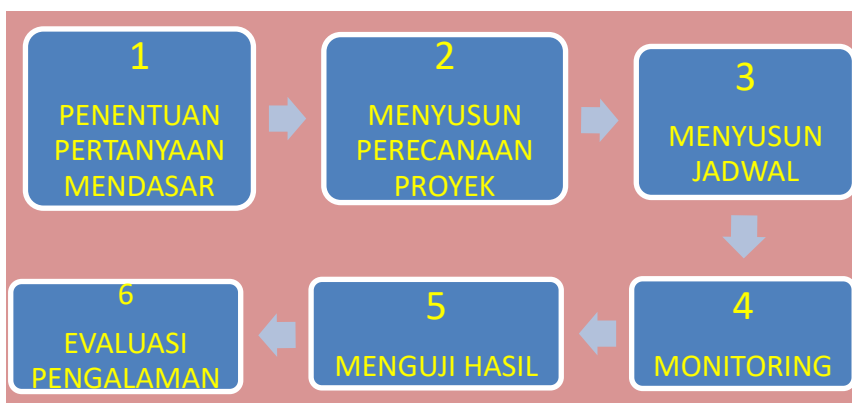 1
PENENTUAN
PERTANYAAN
MENDASAR
2
MENYUSUN
PERECANAAN
PROYEK
3
MENYUSUN
JADWAL
4
MONITORING
5
MENGUJI HASIL
6
EVALUASI
PENGALAMAN